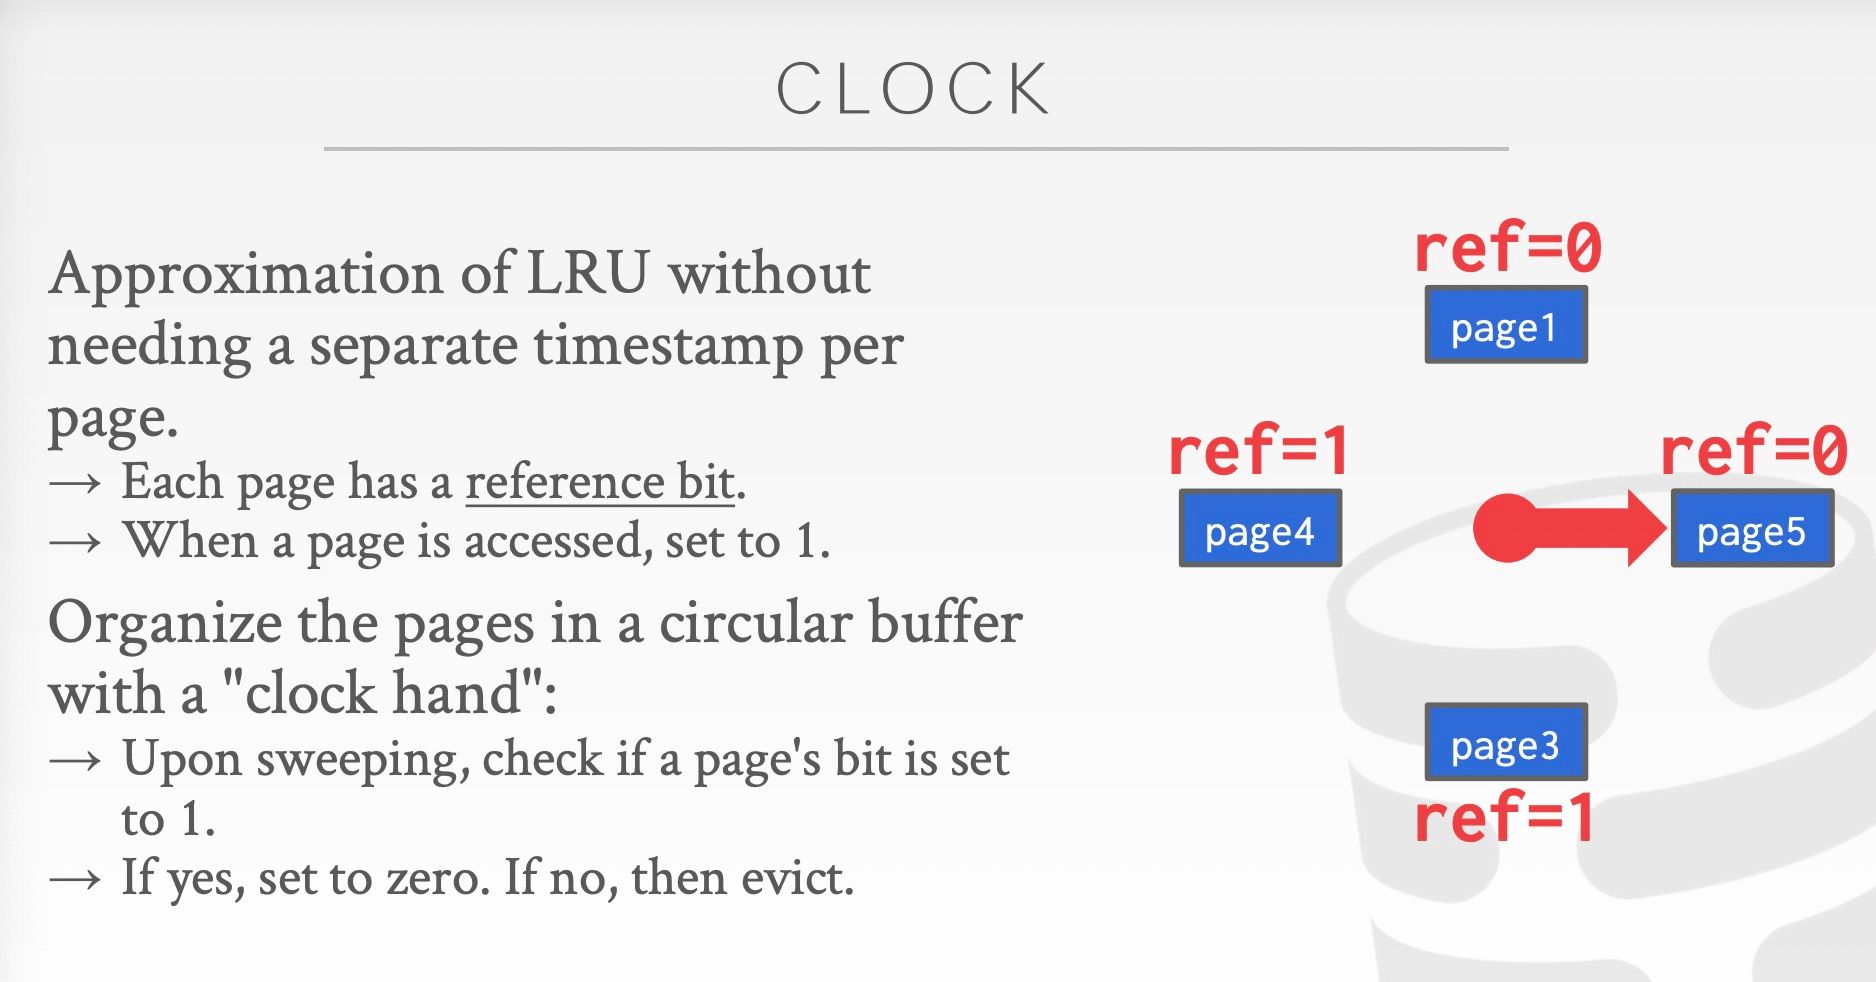 CLOCK
Approximation of LRU without
needing a separate timestamp per
page.
→ Each page has a reference bit.
→ When a page is accessed, set to 1.
Organize the pages in a circular buffer
with a "clock hand":
→ Upon sweeping, check if a page's bit is set
to 1.
→ If yes, set to zero. If no, then evict.
ref=0
page1
ref=1
page4
ref=0
page5
page3
ref=1